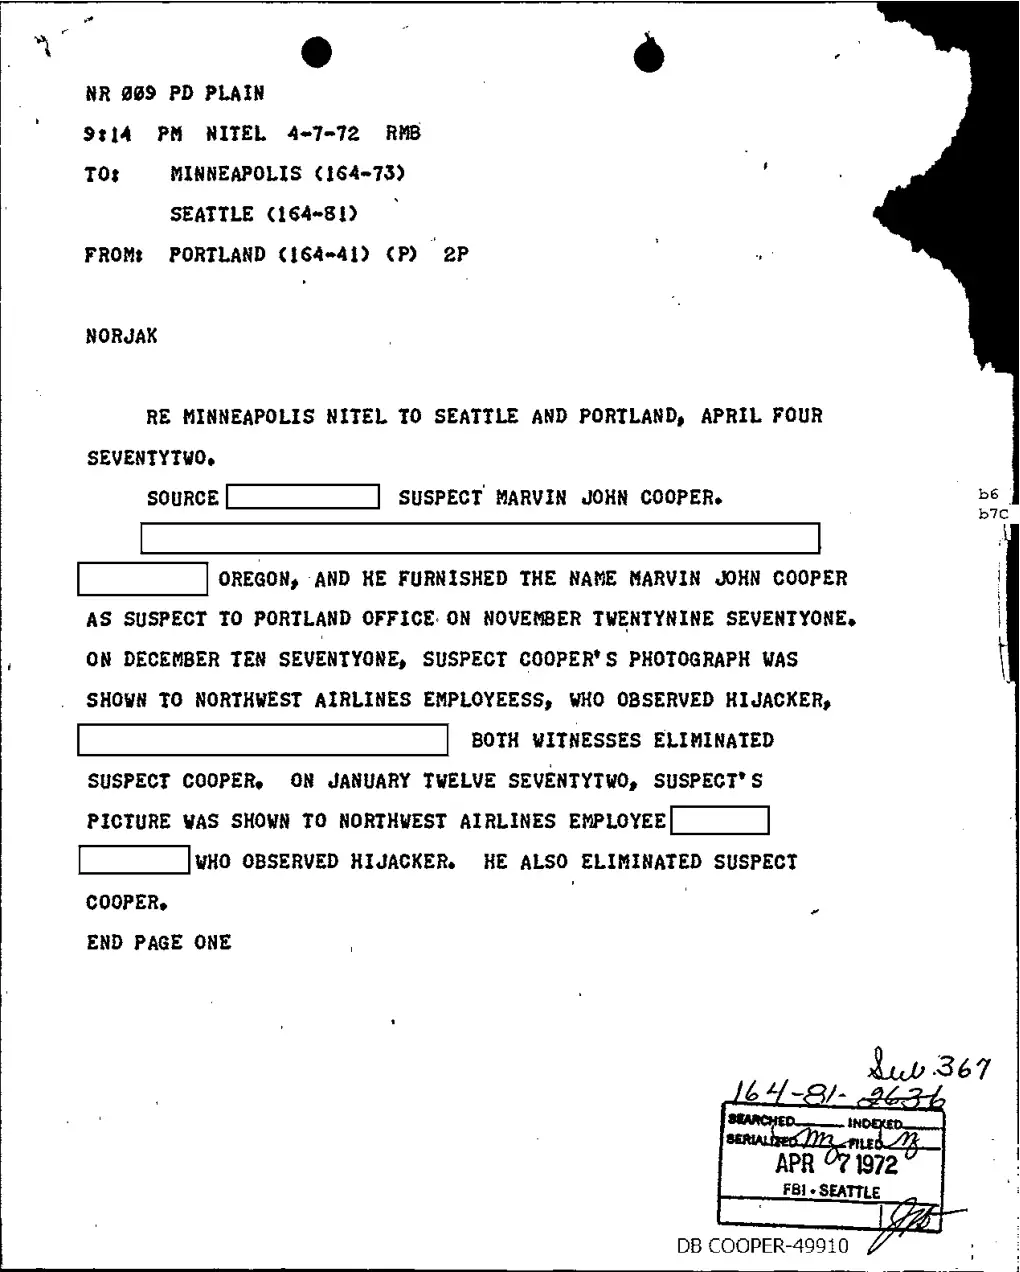 NR 009 PD PLAIN
9:14 PM NITEL 4-7-72 RMB
TO: MINNEAPOLIS (164-73)
SEATTLE (164-81)
FROM: PORTLAND (164-41) (P) 2P
NORJAK
RE MINNEAPOLIS NITEL TO SEATTLE AND PORTLAND, APRIL FOUR
SEVENTYTWO.
SOURCE SUSPECT MARVIN JOHN COOPER.
b6
b7C
OREGON, AND HE FURNISHED THE NAME MARVIN JOHN COOPER
AS SUSPECT TO PORTLAND OFFICE ON NOVEMBER TWENTYNINE SEVENTYONE.
ON DECEMBER TEN SEVENTYONE, SUSPECT COOPER'S PHOTOGRAPH WAS
SHOWN TO NORTHWEST AIRLINES EMPLOYEESS, WHO OBSERVED HIJACKER,
BOTH WITNESSES ELIMINATED
SUSPECT COOPER. ON JANUARY TWELVE SEVENTYTWO, SUSPECT'S
PICTURE WAS SHOWN TO NORTHWEST AIRLINES EMPLOYEE
WHO OBSERVED HIJACKER. HE ALSO ELIMINATED SUSPECT
COOPER.
END PAGE ONE
Sub 367
164-81-2636
SEARCHED INDEXED
SERIALIZED FILED
APR 07 1972
FBI - SEATTLE
DB COOPER-49910